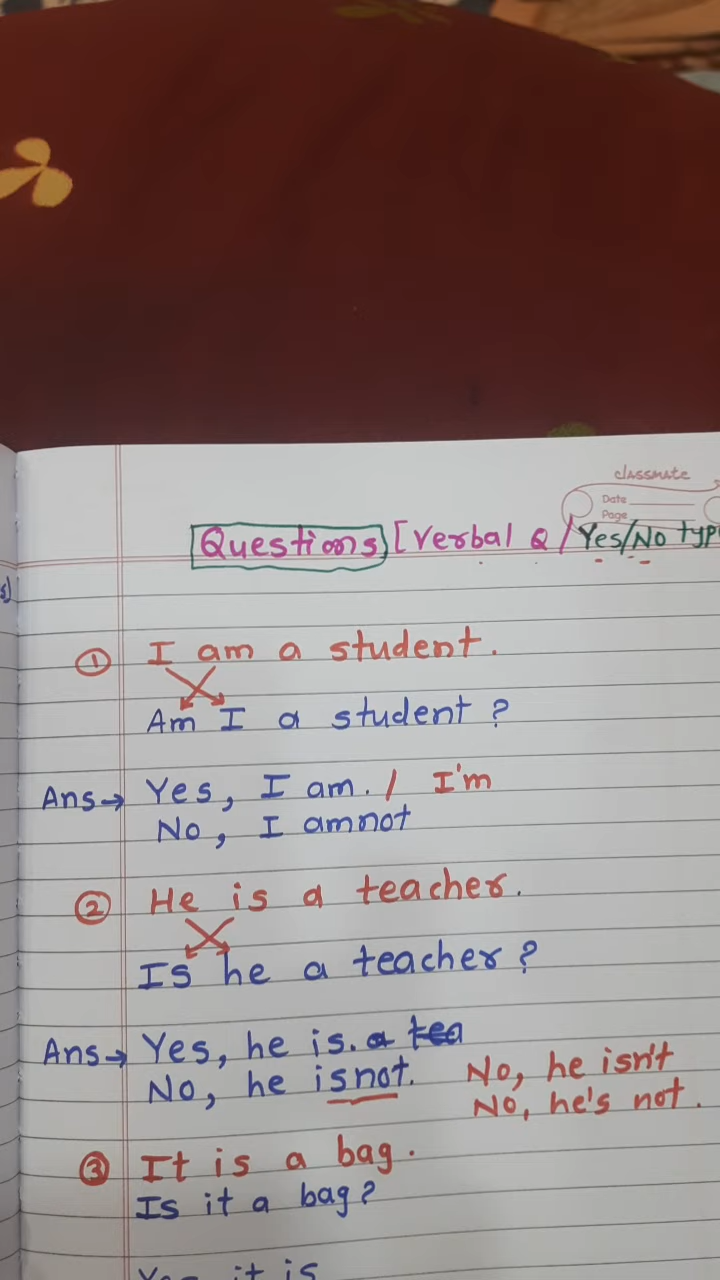 classmate
Date
Page
Questions [Verbal Q / Yes/No typ
① I am a student.
Am I a student ?
Ans→ Yes, I am. / I'm
No, I amnot
② He is a teacher.
Is he a teacher ?
Ans→ Yes, he is. a tea
No, he isnot. No, he isn't
No, he's not.
③ It is a bag.
Is it a bag?
it is